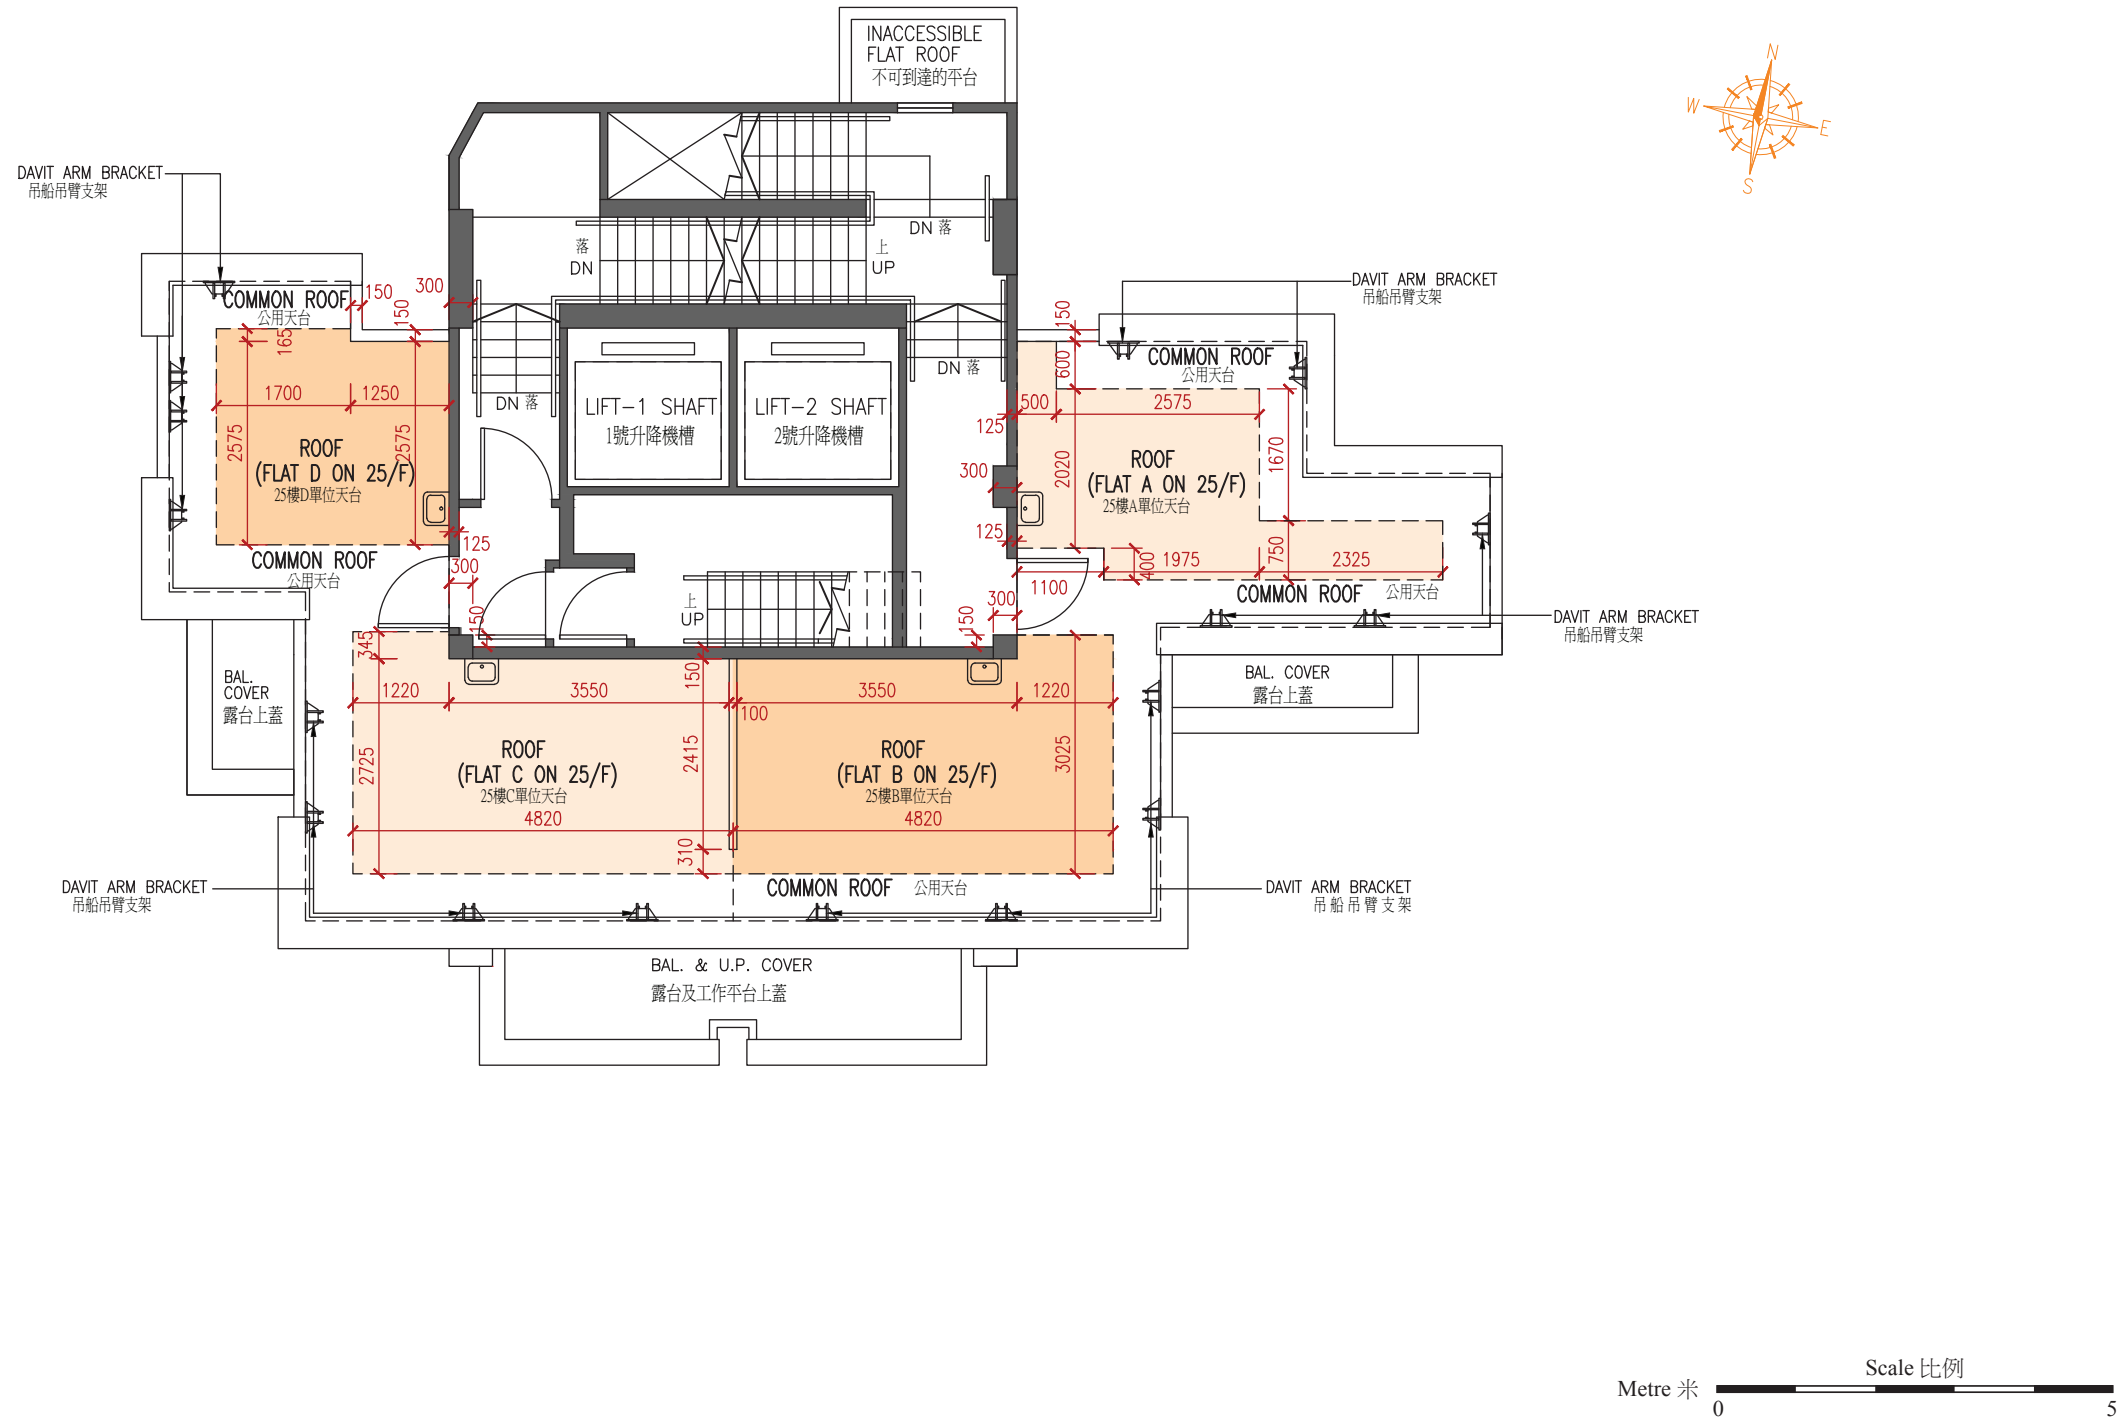 INACCESSIBLE
FLAT ROOF
不可到達的平台
N
W
E
S
DAVIT ARM BRACKET
吊船吊臂支架
DN 落
落
DN
上
UP
COMMON ROOF
公用天台
150
150
300
165
1700
1250
2575
2575
ROOF
(FLAT D ON 25/F)
25樓D單位天台
125
COMMON ROOF
公用天台
300
DN 落
LIFT-1 SHAFT
1號升降機槽
LIFT-2 SHAFT
2號升降機槽
DN 落
DAVIT ARM BRACKET
吊船吊臂支架
150
600
COMMON ROOF
公用天台
500
2575
125
1670
2020
300
ROOF
(FLAT A ON 25/F)
25樓A單位天台
125
400
1975
750
2325
1100
300
150
COMMON ROOF 公用天台
DAVIT ARM BRACKET
吊船吊臂支架
上
UP
150
345
BAL.
COVER
露台上蓋
1220
3550
150
100
3550
1220
BAL. COVER
露台上蓋
2725
2415
3025
ROOF
(FLAT C ON 25/F)
25樓C單位天台
ROOF
(FLAT B ON 25/F)
25樓B單位天台
4820
4820
310
COMMON ROOF 公用天台
DAVIT ARM BRACKET
吊船吊臂支架
DAVIT ARM BRACKET
吊船吊臂支架
BAL. & U.P. COVER
露台及工作平台上蓋
Scale 比例
Metre 米
0
5